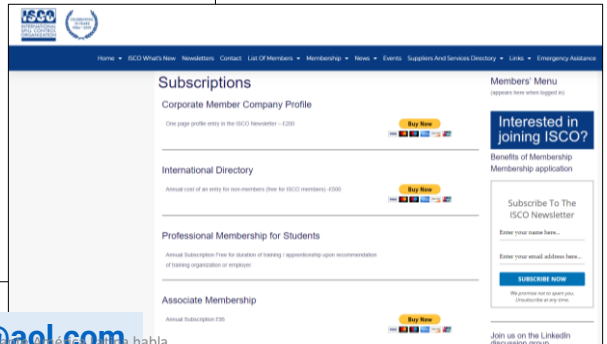 ISCO
INTERNATIONAL
SPILL CONTROL
ORGANIZATION
Home ISCO What'sNew Newsletters Contact List Of Members Membership News Events Suppliers And Services Directory Links Emergency Assistance
Subscriptions
Corporate Member Company Profile
One page profile entry in the ISCO Newsletter – £200
Buy Now
International Directory
Annual cost of an entry for non-members (free for ISCO members) -£500
Buy Now
Professional Membership for Students
Annual Subscription Free for duration of training / apprenticeship upon recommendation
of training organization or employer.
Associate Membership
Buy Now
Members' Menu
(appears here when logged in)
Interested in
joining ISCO?
Benefits of Membership
Membership application
Subscribe To The
ISCO Newsletter
Enter your name here...
Enter your email address here...
SUBSCRIBE NOW
We promise not to spam you.
Unsubscribe at any time.
Join us on the LinkedIn
discussion group
@aol.com
habla